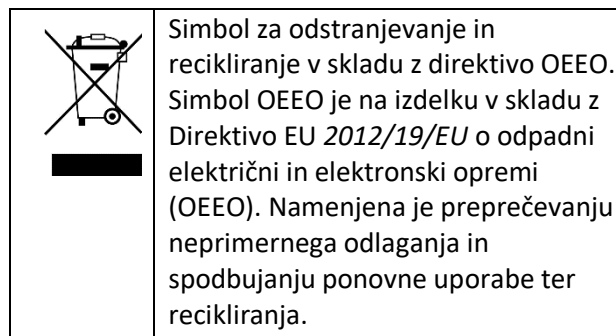 Simbol za odstranjevanje in
recikliranje v skladu z direktivo OEEO.
Simbol OEEO je na izdelku v skladu z
Direktivo EU 2012/19/EU o odpadni
električni in elektronski opremi
(OEEO). Namenjena je preprečevanju
neprimernega odlaganja in
spodbujanju ponovne uporabe ter
recikliranja.